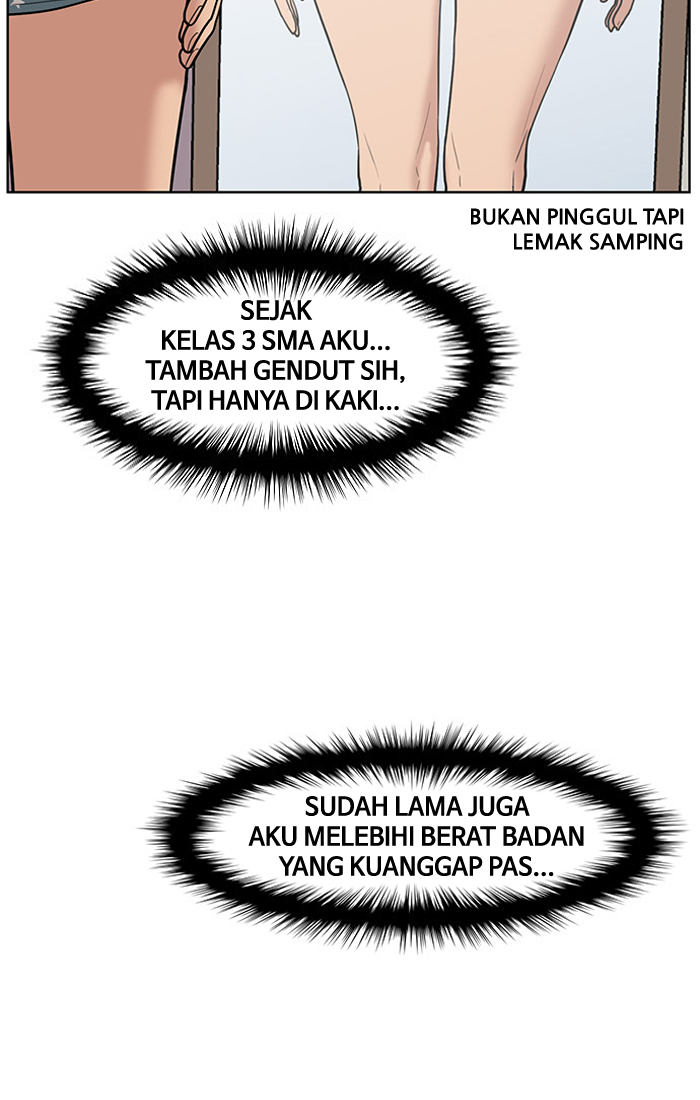 BUKAN PINGGUL TAPI
LEMAK SAMPING
SEJAK
KELAS 3 SMA AKU...
TAMBAH GENDUT SIH,
TAPI HANYA DI KAKI...
SUDAH LAMA JUGA
AKU MELEBIHI BERAT BADAN
YANG KUANGGAP PAS...